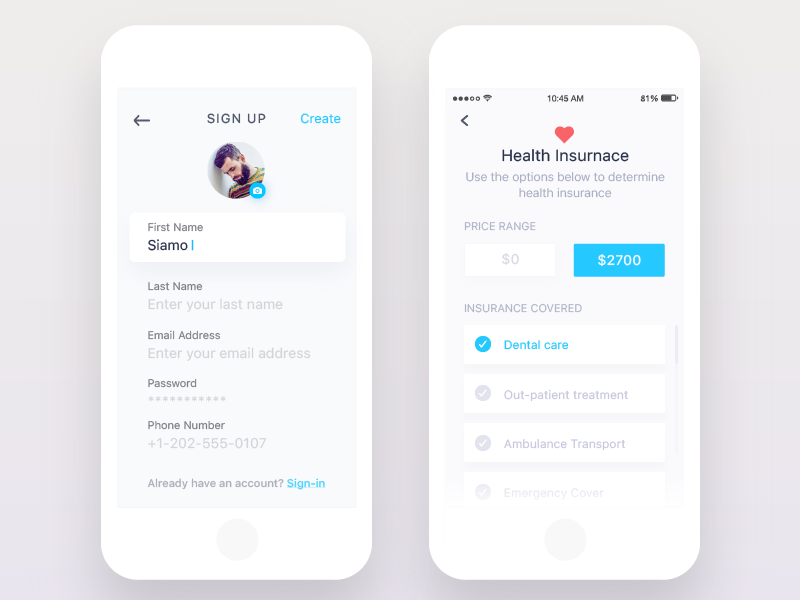 SIGN UP
Create
First Name
Siamo
Last Name
Enter your last name
Email Address
Enter your email address
Password
***********
Phone Number
+1-202-555-0107
Already have an account? Sign-in
10:45 AM
81%
Health Insurnace
Use the options below to determine
health insurance
PRICE RANGE
$0
$2700
INSURANCE COVERED
Dental care
Out-patient treatment
Ambulance Transport
Emergency Cover